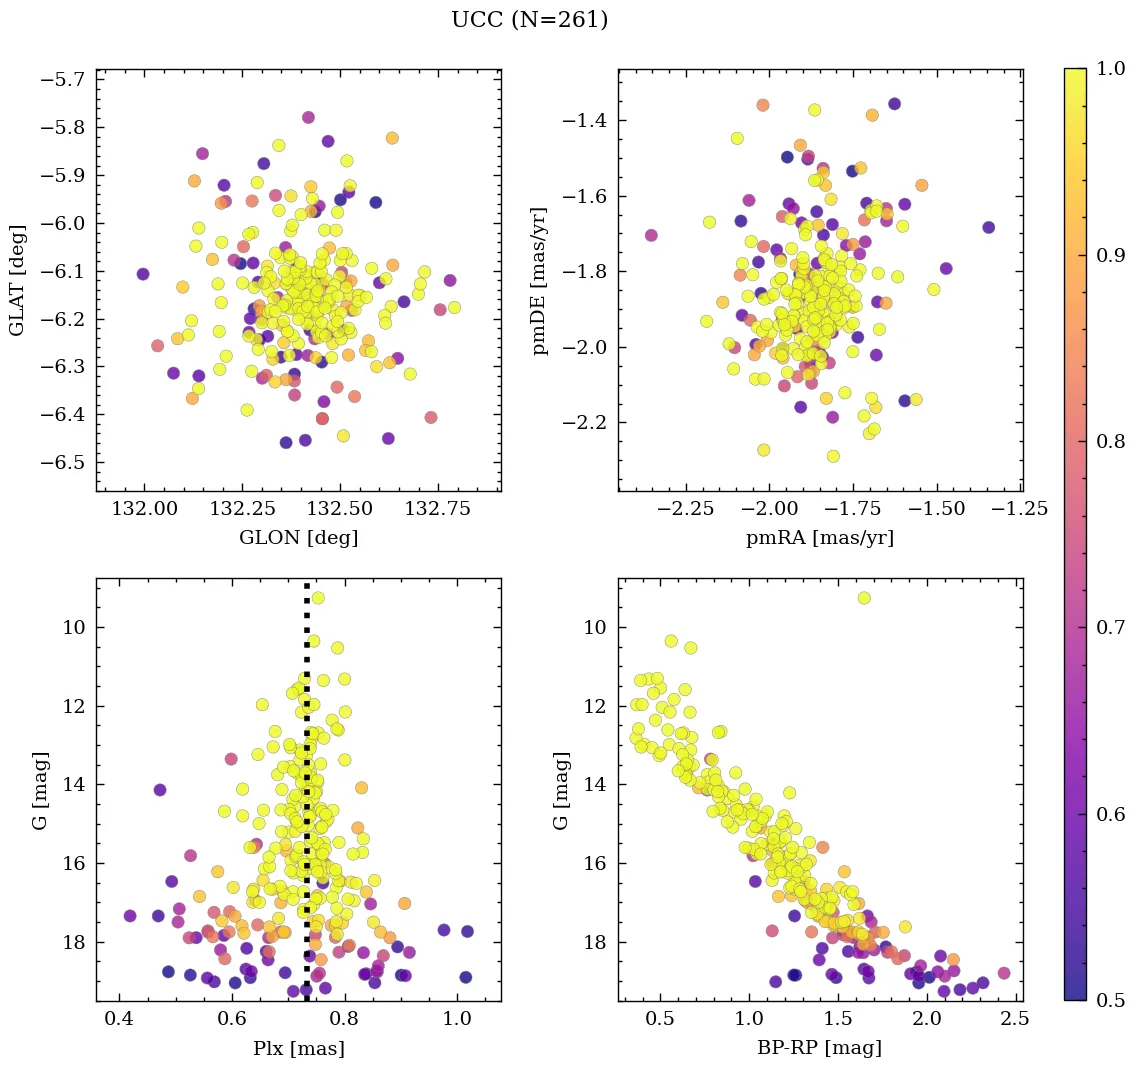 UCC (N=261)
−5.7
−5.8
−5.9
−6.0
−6.1
−6.2
−6.3
−6.4
−6.5
GLAT [deg]
132.00 132.25 132.50 132.75
GLON [deg]
−1.4
−1.6
−1.8
−2.0
−2.2
pmDE [mas/yr]
−2.25 −2.00 −1.75 −1.50 −1.25
pmRA [mas/yr]
10
12
14
16
18
G [mag]
0.4 0.6 0.8 1.0
Plx [mas]
10
12
14
16
18
G [mag]
0.5 1.0 1.5 2.0 2.5
BP-RP [mag]
1.0
0.9
0.8
0.7
0.6
0.5